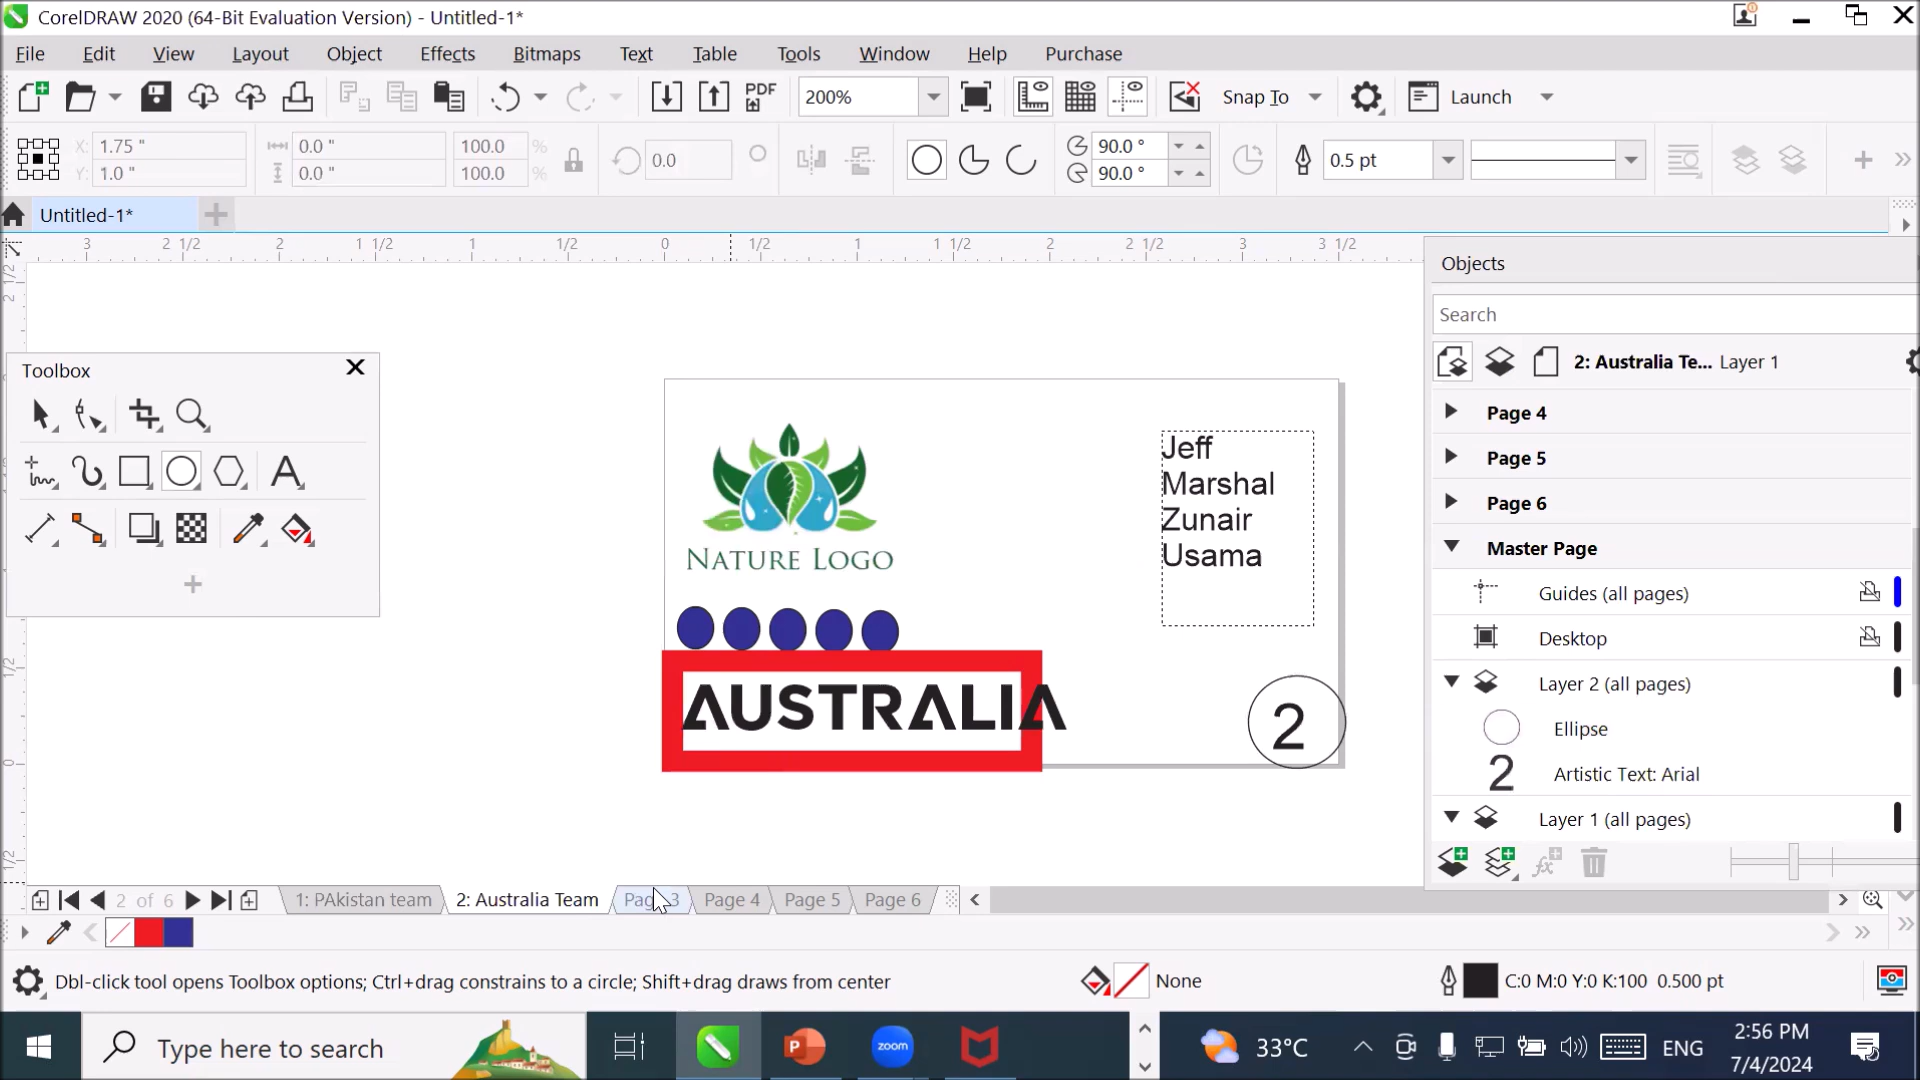 CorelDRAW 2020 (64-Bit Evaluation Version) - Untitled-1*
File Edit View Layout Object Effects Bitmaps Text Table Tools Window Help Purchase
PDF 200% Snap To Launch
X: 1.75 " 0.0 " 100.0 % 0.0 90.0 ° 0.5 pt
Y: 1.0 " 0.0 " 100.0 % 90.0 °
Untitled-1*
3 2 1/2 2 1 1/2 1 1/2 0 1/2 1 1 1/2 2 2 1/2 3 3 1/2
Objects
Search
2: Australia Te... Layer 1
Toolbox
Page 4
Page 5
Page 6
Master Page
Guides (all pages)
Desktop
Layer 2 (all pages)
Ellipse
2 Artistic Text: Arial
Layer 1 (all pages)
NATURE LOGO
Jeff
Marshal
Zunair
Usama
AUSTRALIA
2
2 of 6 1: PAkistan team 2: Australia Team Page 3 Page 4 Page 5 Page 6
Dbl-click tool opens Toolbox options; Ctrl+drag constrains to a circle; Shift+drag draws from center None C:0 M:0 Y:0 K:100 0.500 pt
Type here to search P zoom 33°C ENG 2:56 PM
7/4/2024